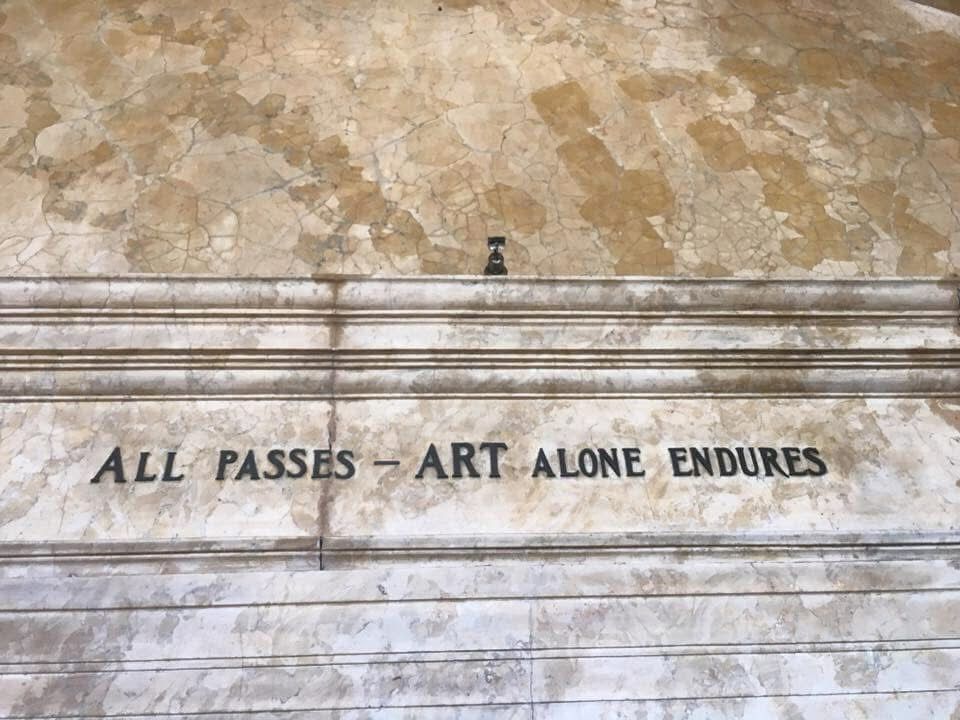 ALL PASSES – ART ALONE ENDURES